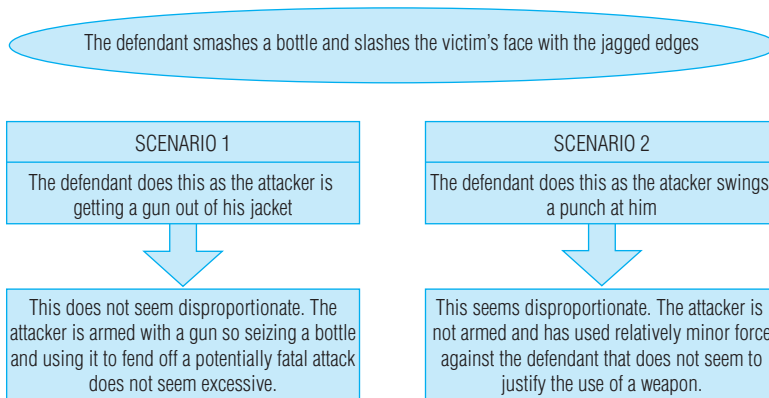 The defendant smashes a bottle and slashes the victim's face with the jagged edges
SCENARIO 1
The defendant does this as the attacker is
getting a gun out of his jacket
This does not seem disproportionate. The
attacker is armed with a gun so seizing a bottle
and using it to fend off a potentially fatal attack
does not seem excessive.
SCENARIO 2
The defendant does this as the atacker swings
a punch at him
This seems disproportionate. The attacker is
not armed and has used relatively minor force
against the defendant that does not seem to
justify the use of a weapon.